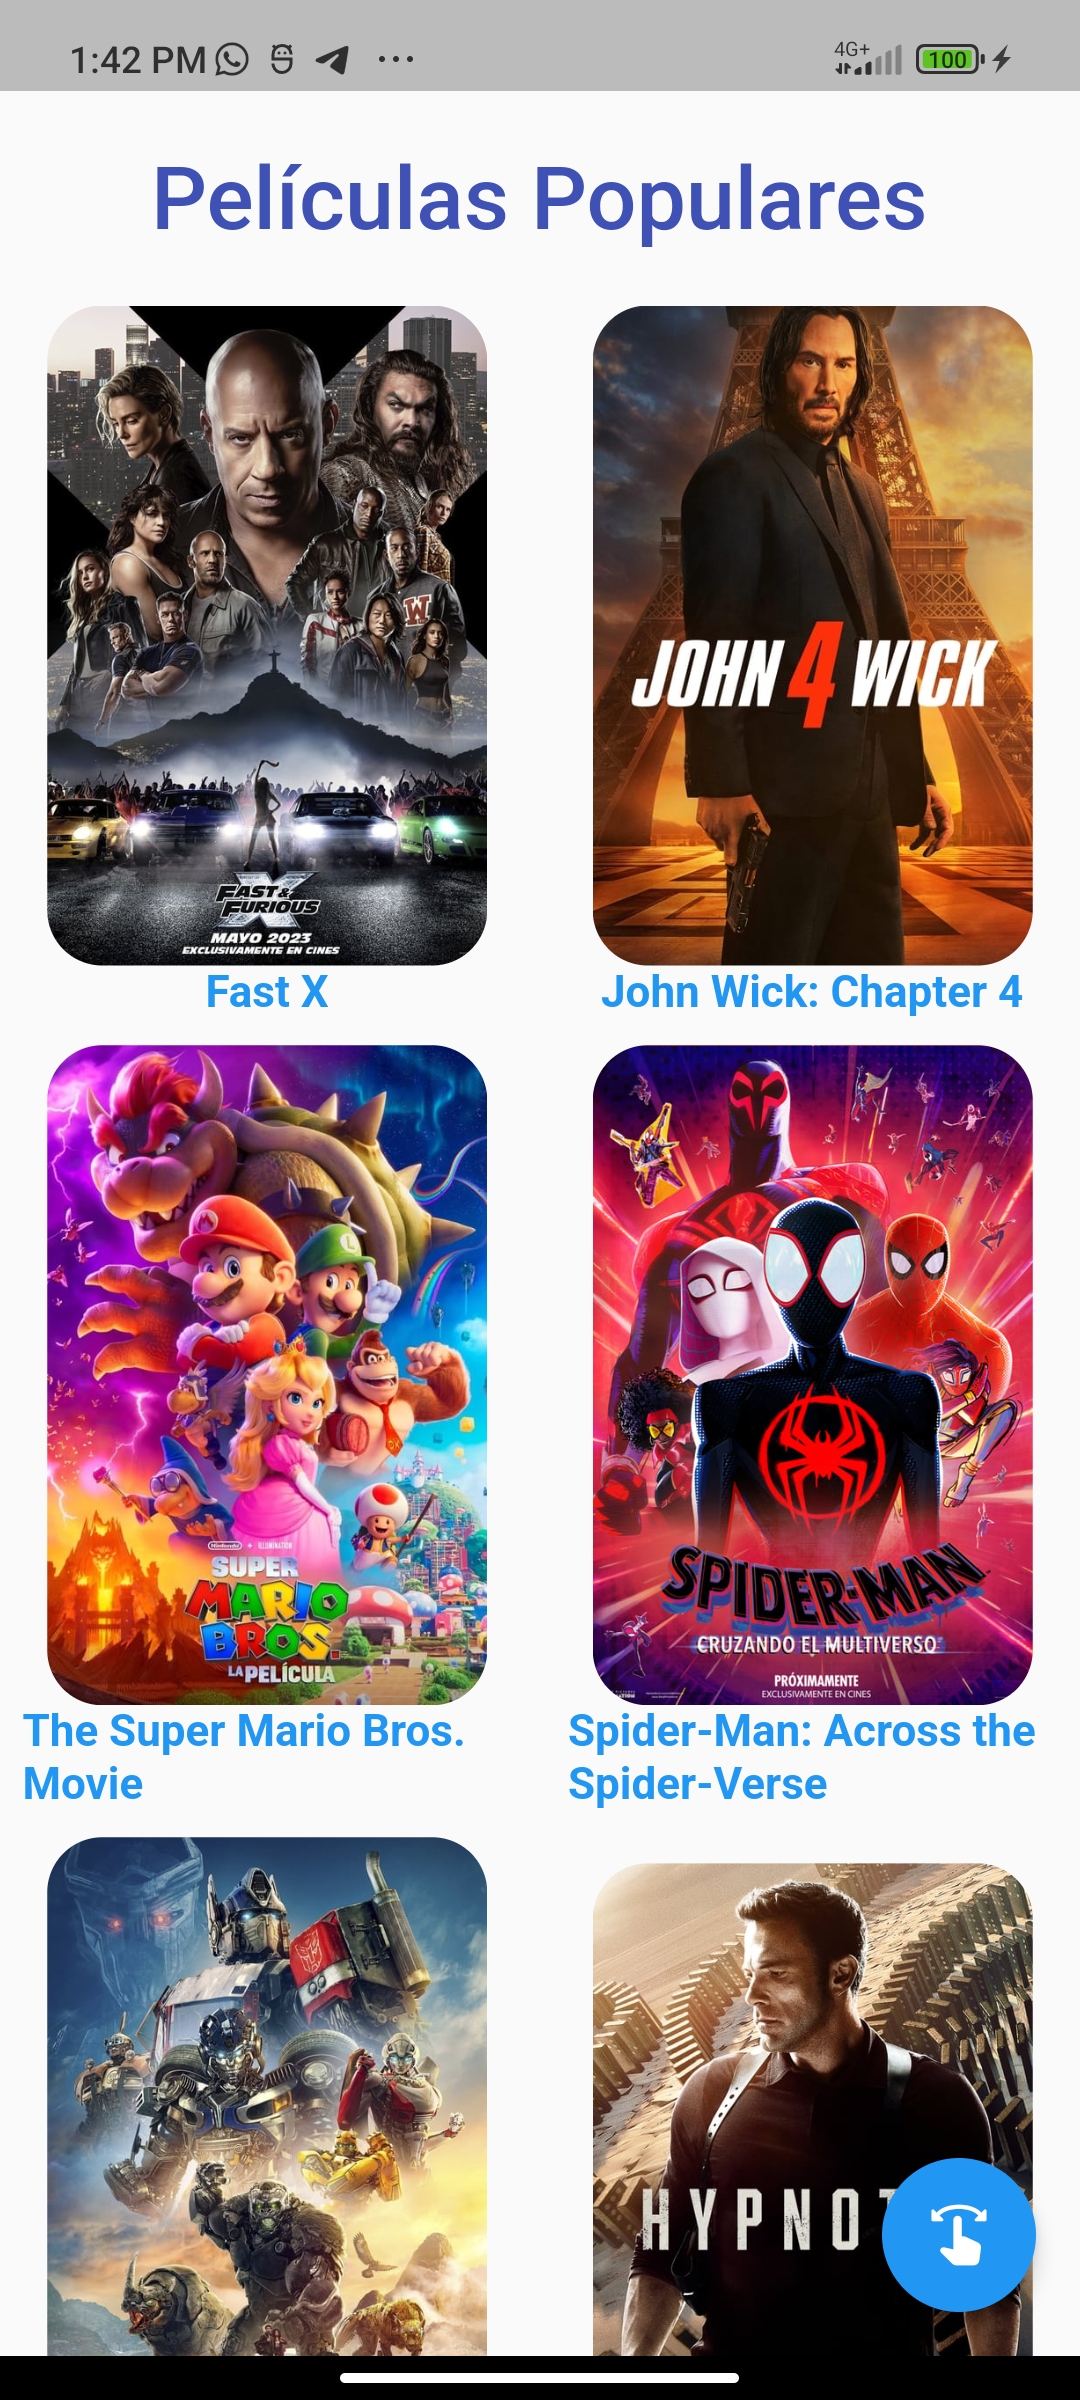 1:42 PM
4G+
100
Películas Populares
W
FAST &
FURIOUS
X
MAYO 2023
EXCLUSIVAMENTE EN CINES
JOHN 4 WICK
Fast X
John Wick: Chapter 4
L
DK
Nintendo + ILLUMINATION
SUPER
MARIO
BROS.
LA PELÍCULA
SPIDER-MAN
CRUZANDO EL MULTIVERSO
PRÓXIMAMENTE
EXCLUSIVAMENTE EN CINES
The Super Mario Bros.
Movie
Spider-Man: Across the
Spider-Verse
HYPNOT